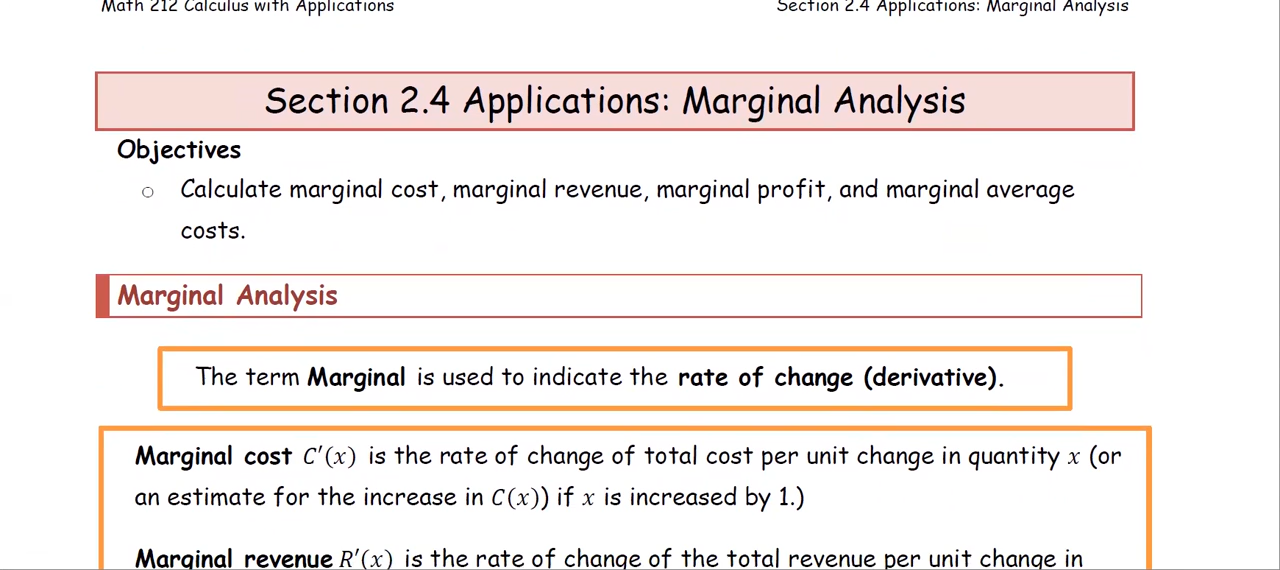 Math 212 Calculus with Applications Section 2.4 Applications: Marginal Analysis
Section 2.4 Applications: Marginal Analysis
Objectives
○ Calculate marginal cost, marginal revenue, marginal profit, and marginal average
costs.
Marginal Analysis
The term Marginal is used to indicate the rate of change (derivative).
Marginal cost C′(x) is the rate of change of total cost per unit change in quantity x (or
an estimate for the increase in C(x)) if x is increased by 1.)
Marginal revenue R′(x) is the rate of change of the total revenue per unit change in